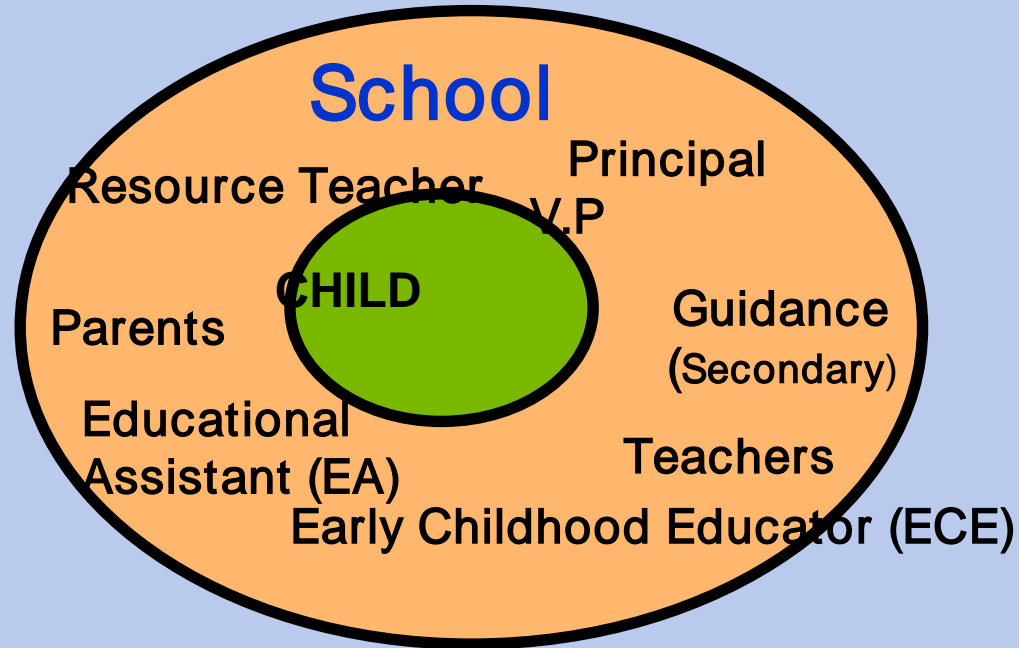 School
Principal
Resource Teacher
V.P
CHILD
Guidance
(Secondary)
Parents
Educational
Assistant (EA)
Teachers
Early Childhood Educator (ECE)